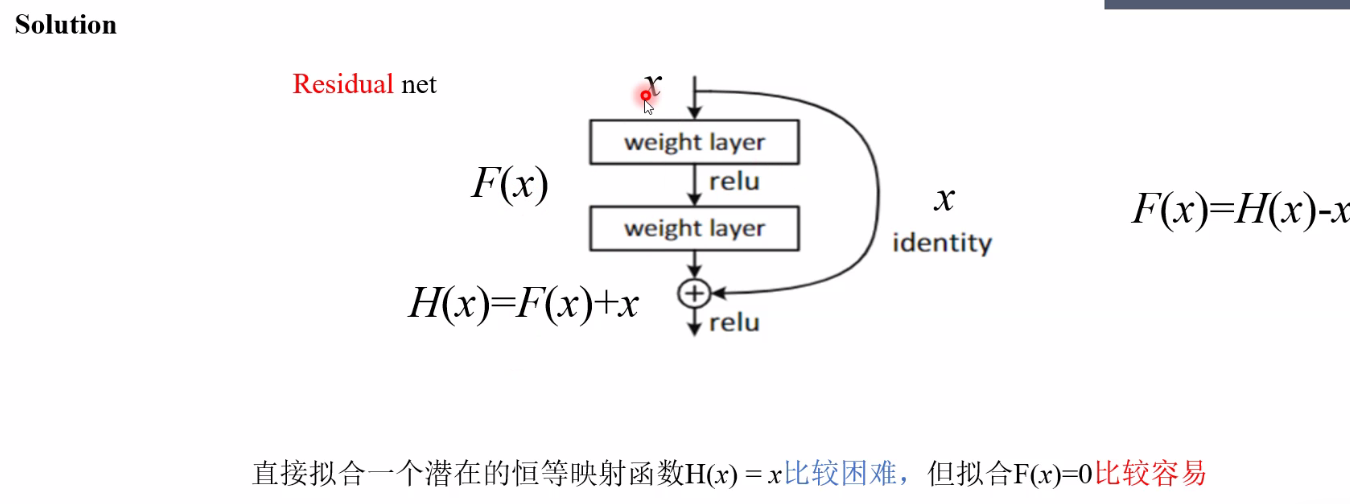 Solution
Residual net
x
weight layer
F(x)
relu
x
F(x)=H(x)-x
weight layer
identity
H(x)=F(x)+x
relu
直接拟合一个潜在的恒等映射函数H(x) = x比较困难，但拟合F(x)=0比较容易